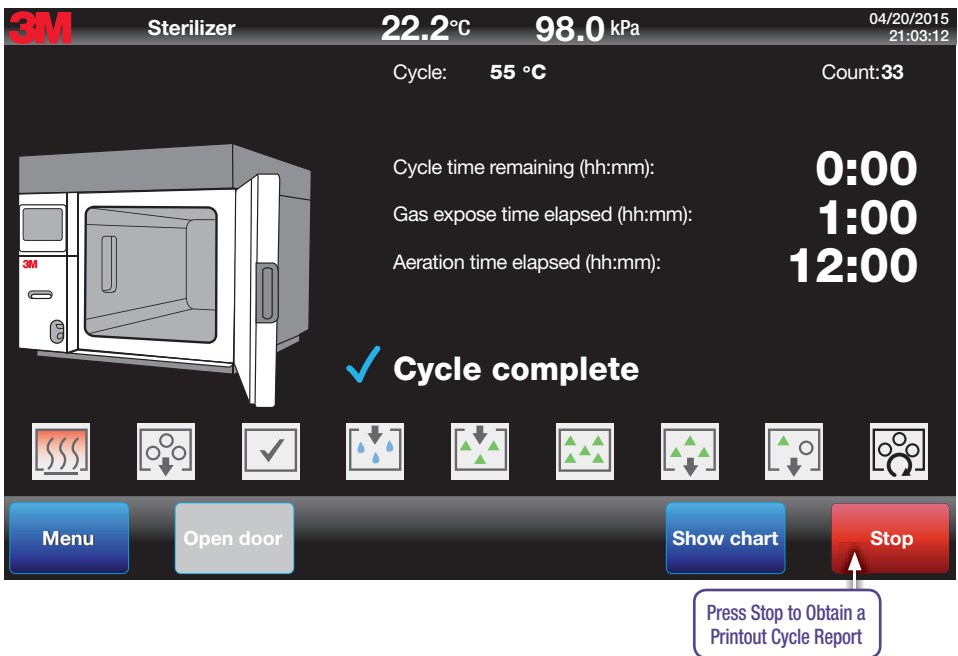 3M Sterilizer 22.2°C 98.0 kPa 04/20/2015
21:03:12
Cycle: 55 °C Count:33
Cycle time remaining (hh:mm): 0:00
Gas expose time elapsed (hh:mm): 1:00
Aeration time elapsed (hh:mm): 12:00
3M
Cycle complete
Menu Open door Show chart Stop
Press Stop to Obtain a
Printout Cycle Report